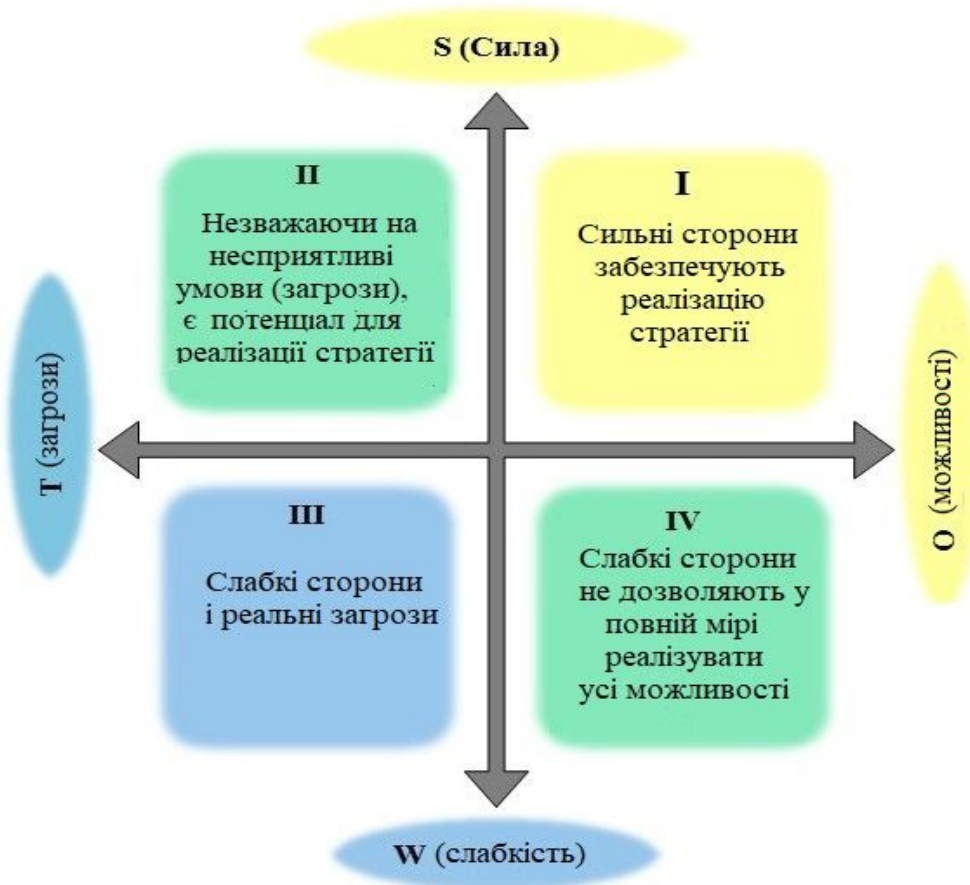 S (Сила)
II
Незважаючи на
несприятливі
умови (загрози),
є потенціал для
реалізації стратегії
I
Сильні сторони
забезпечують
реалізацію
стратегії
T (загрози)
O (можливості)
III
Слабкі сторони
і реальні загрози
IV
Слабкі сторони
не дозволяють у
повній мірі
реалізувати
усі можливості
W (слабкість)